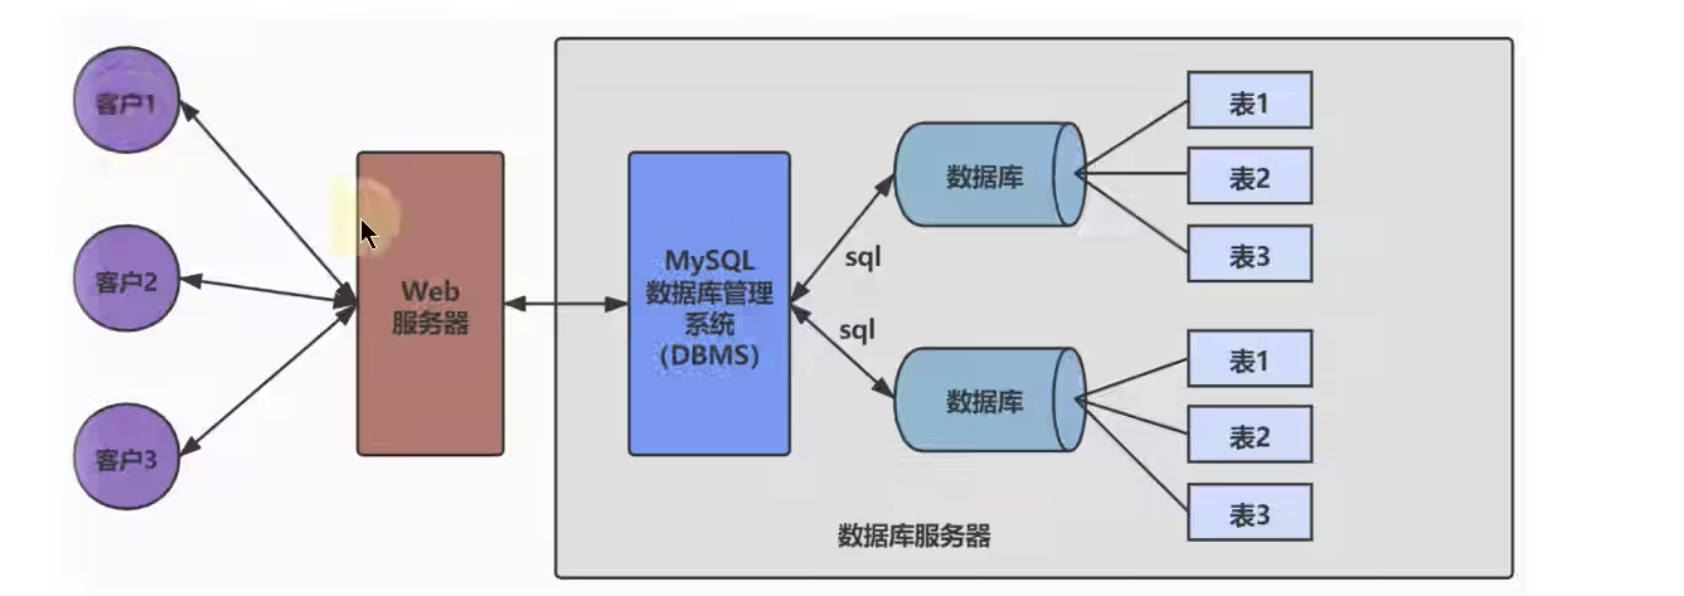 客户1
客户2
客户3
Web
服务器
MySQL
数据库管理
系统
(DBMS)
sql
sql
数据库
表1
表2
表3
数据库
表1
表2
表3
数据库服务器